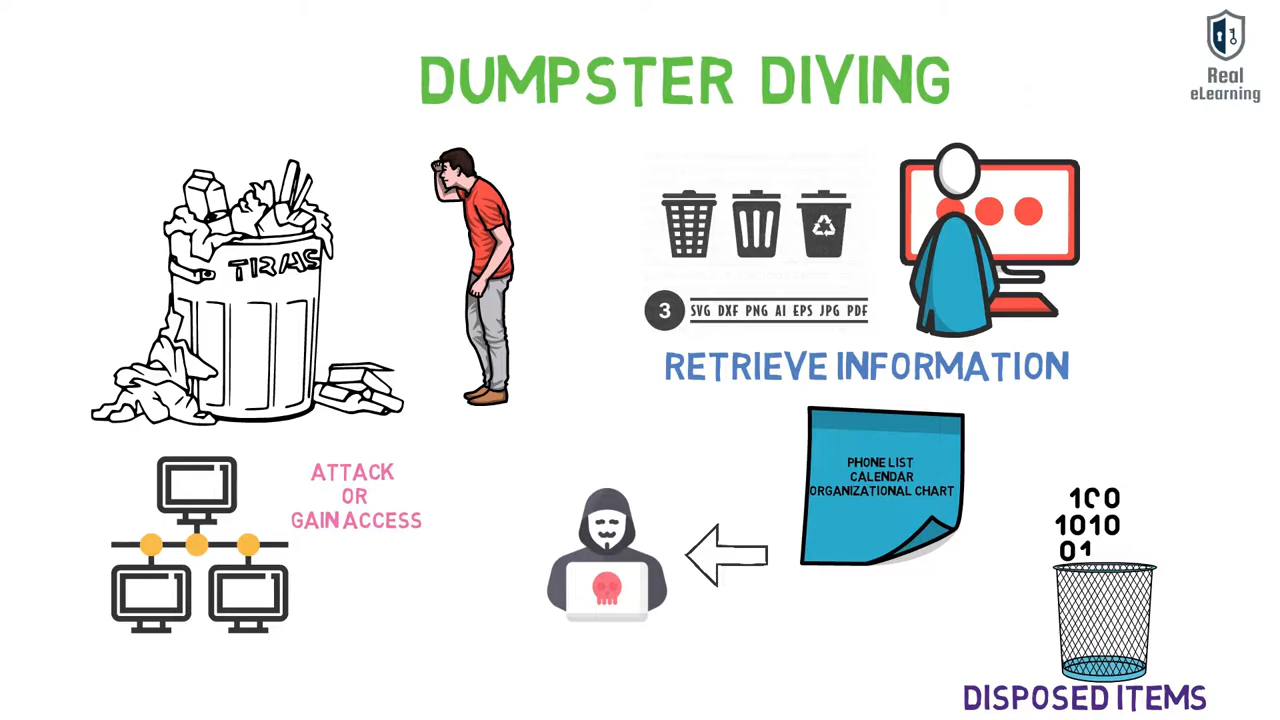 DUMPSTER DIVING
Real
eLearning
TRAS
3
SVG DXF PNG AI EPS JPG PDF
RETRIEVE INFORMATION
ATTACK
OR
GAIN ACCESS
PHONE LIST
CALENDAR
ORGANIZATIONAL CHART
100
1010
01
DISPOSED ITEMS